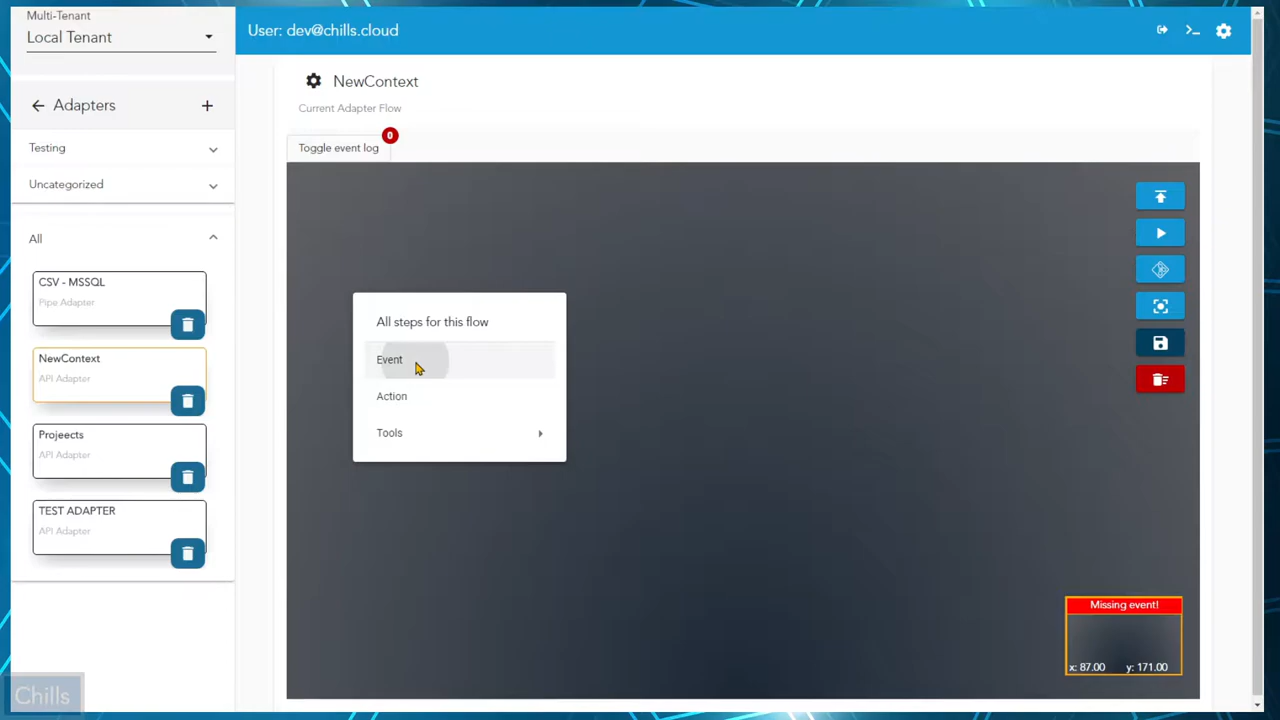 Multi-Tenant
Local Tenant
User: dev@chills.cloud
Adapters
Testing
Uncategorized
All
CSV - MSSQL
Pipe Adapter
NewContext
API Adapter
Projeects
API Adapter
TEST ADAPTER
API Adapter
NewContext
Current Adapter Flow
0
Toggle event log
All steps for this flow
Event
Action
Tools
Missing event!
x: 87.00 y: 171.00
Chills